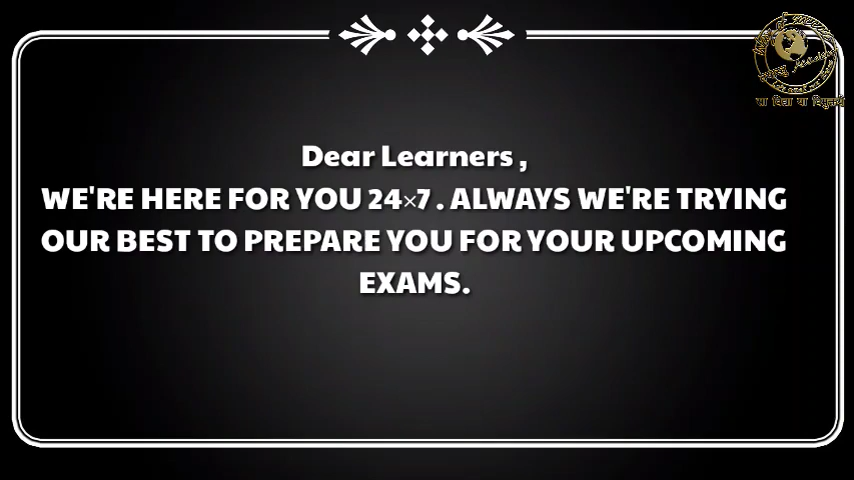 Dear Learners ,
WE'RE HERE FOR YOU 24×7 . ALWAYS WE'RE TRYING
OUR BEST TO PREPARE YOU FOR YOUR UPCOMING
EXAMS.
सा विद्या या विमुक्तये